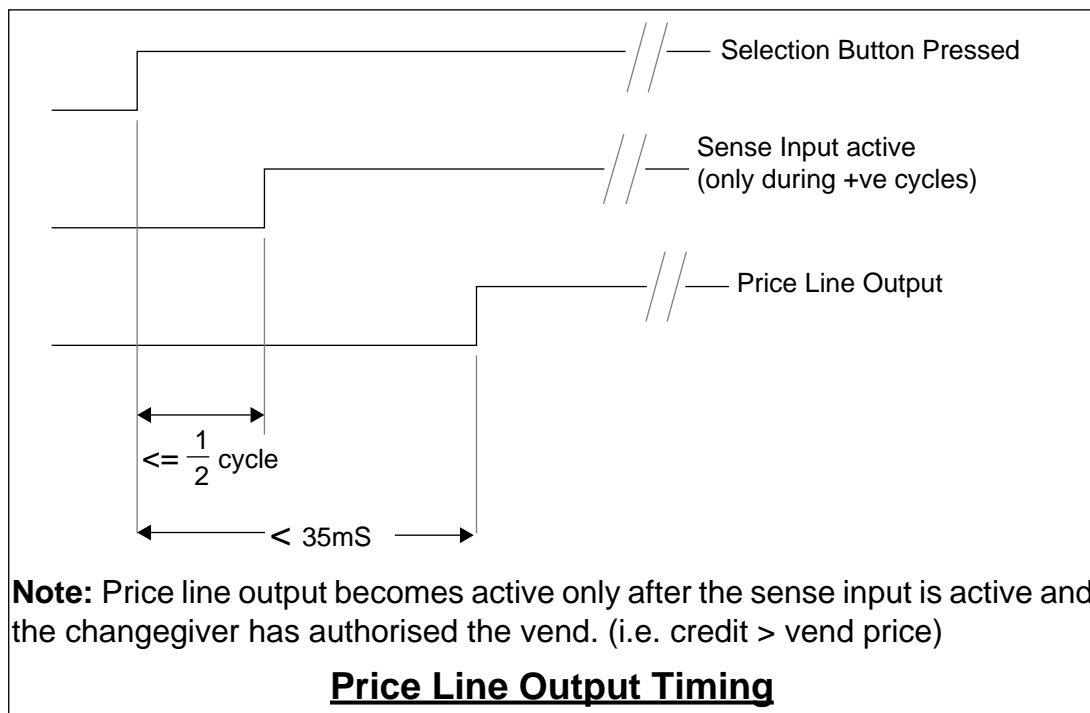 Selection Button Pressed
Sense Input active
(only during +ve cycles)
Price Line Output
<= 1/2 cycle
< 35mS
Note: Price line output becomes active only after the sense input is active and
the changegiver has authorised the vend. (i.e. credit > vend price)
Price Line Output Timing